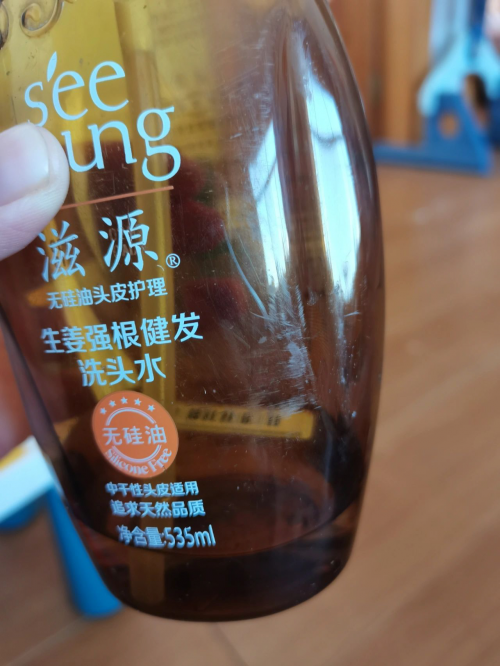 see
ung
滋源®
无硅油头皮护理
生姜强根健发
洗头水
无硅油
Silicone Free
中干性头皮适用
追求天然品质
净含量:535ml